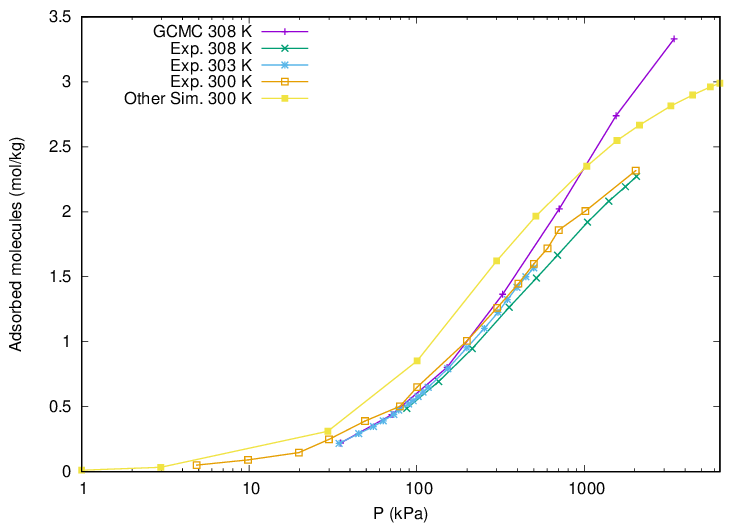 3.5
3
2.5
2
1.5
1
0.5
0
1
10
100
1000
Adsorbed molecules (mol/kg)
P (kPa)
GCMC 308 K
Exp. 308 K
Exp. 303 K
Exp. 300 K
Other Sim. 300 K